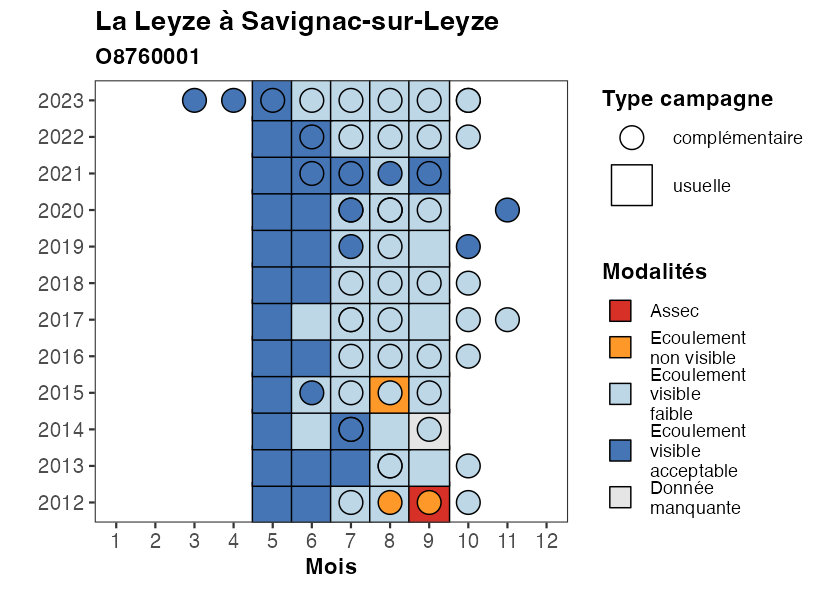 La Leyze à Savignac-sur-Leyze
O8760001
2023
2022
2021
2020
2019
2018
2017
2016
2015
2014
2013
2012
1 2 3 4 5 6 7 8 9 10 11 12
Mois
Type campagne
complémentaire
usuelle
Modalités
Assec
Ecoulement
non visible
Ecoulement
visible
faible
Ecoulement
visible
acceptable
Donnée
manquante